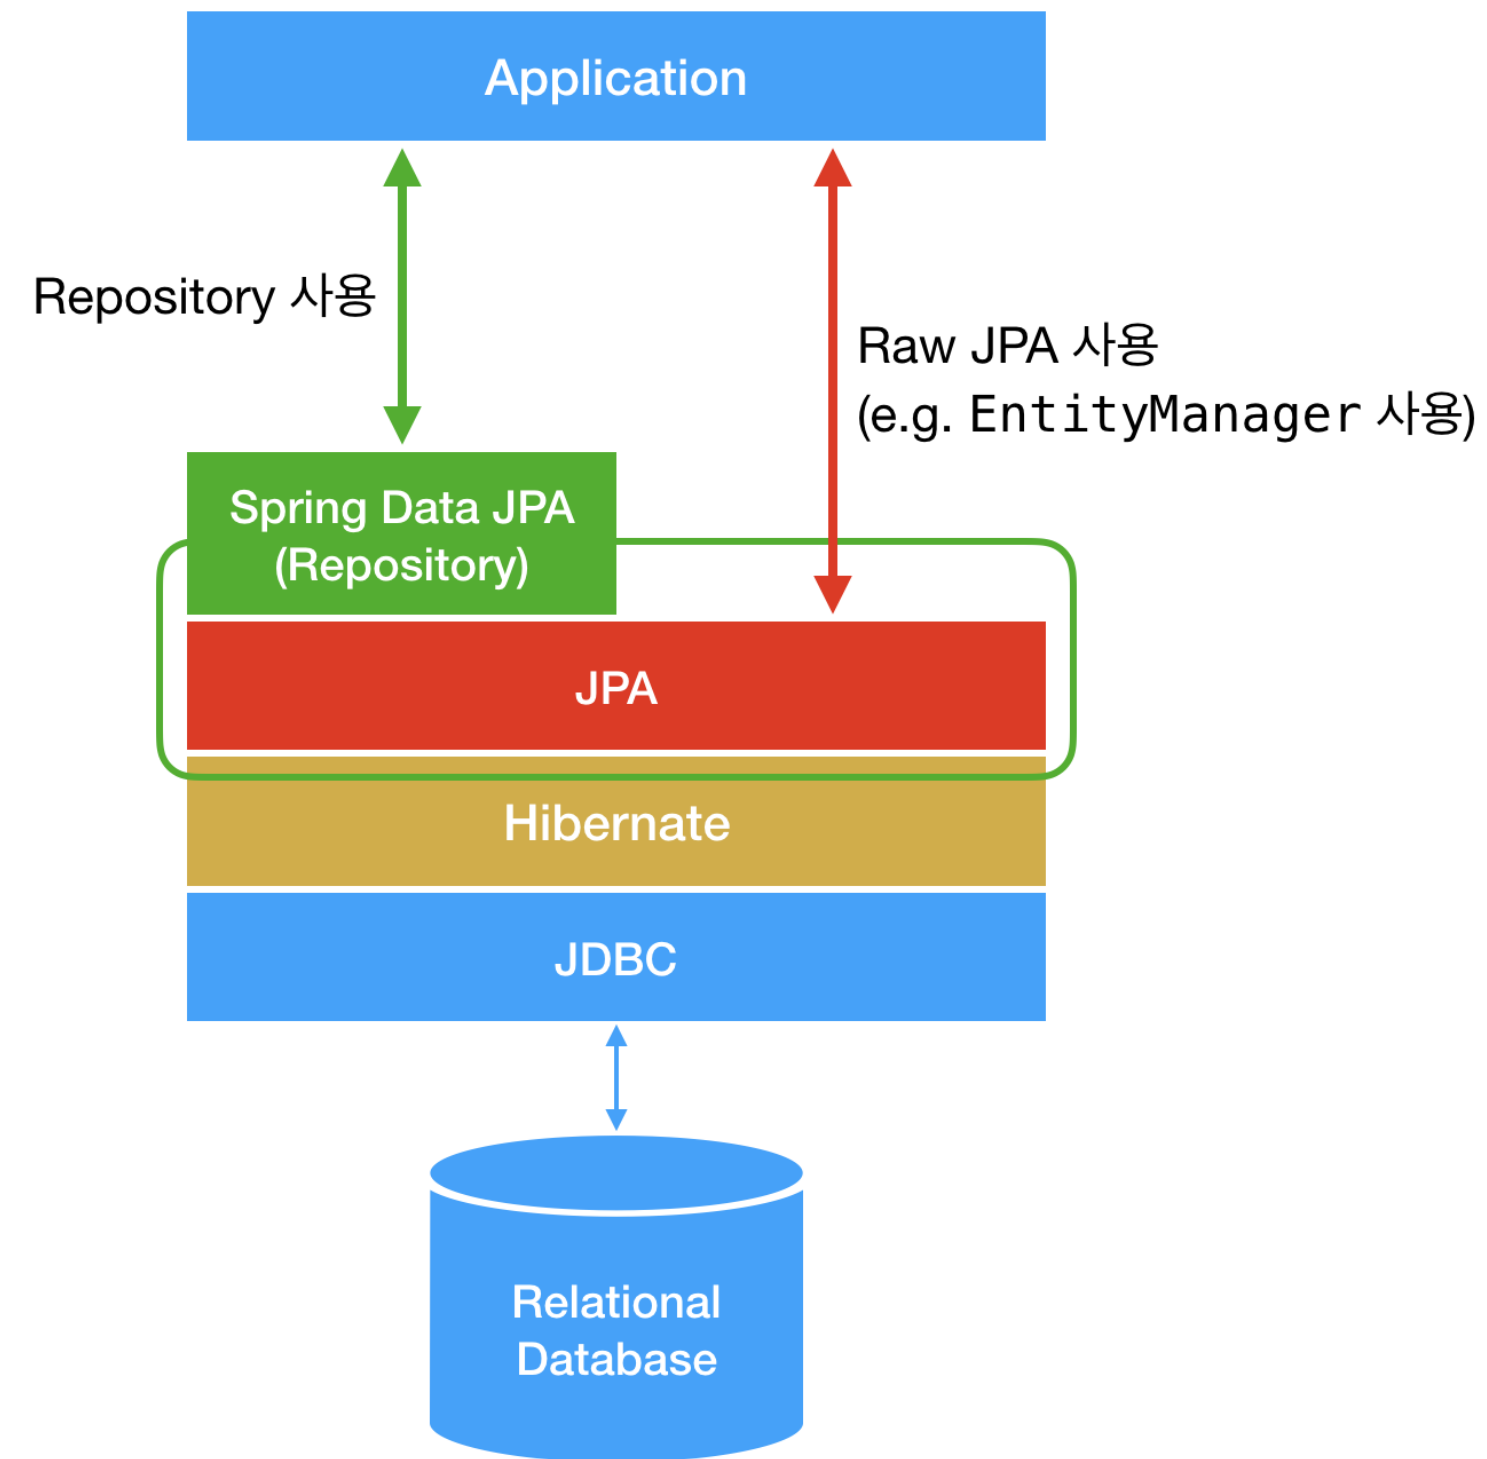 Application
Repository 사용
Raw JPA 사용
(e.g. EntityManager 사용)
Spring Data JPA
(Repository)
JPA
Hibernate
JDBC
Relational
Database